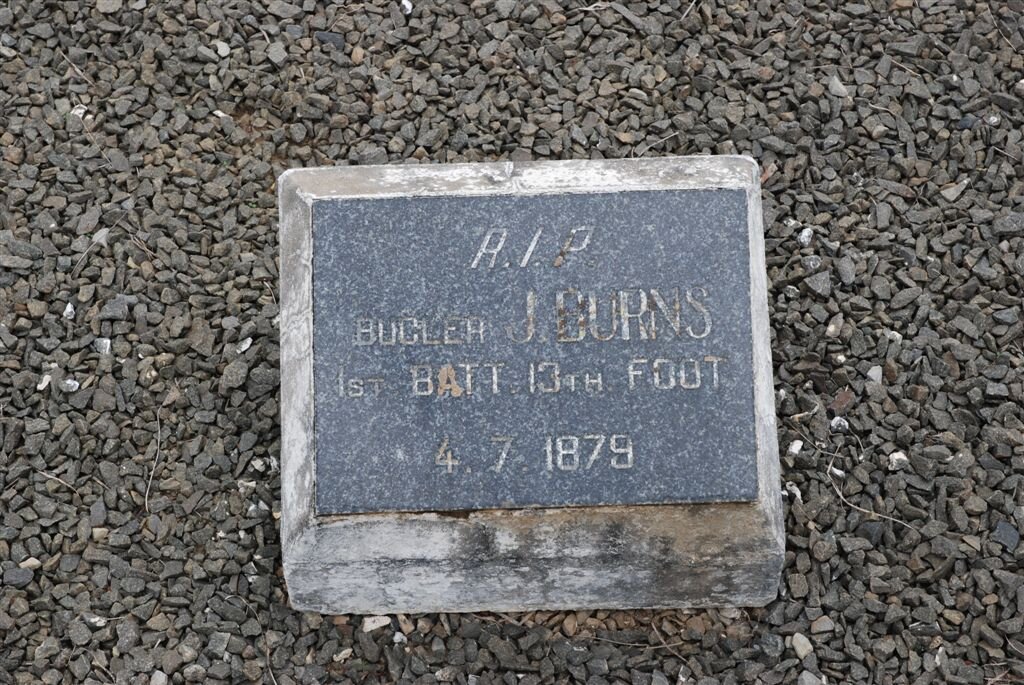 R.I.P.
BUGLER J. BURNS
1ST. BATT. 13TH FOOT
4. 7. 1879